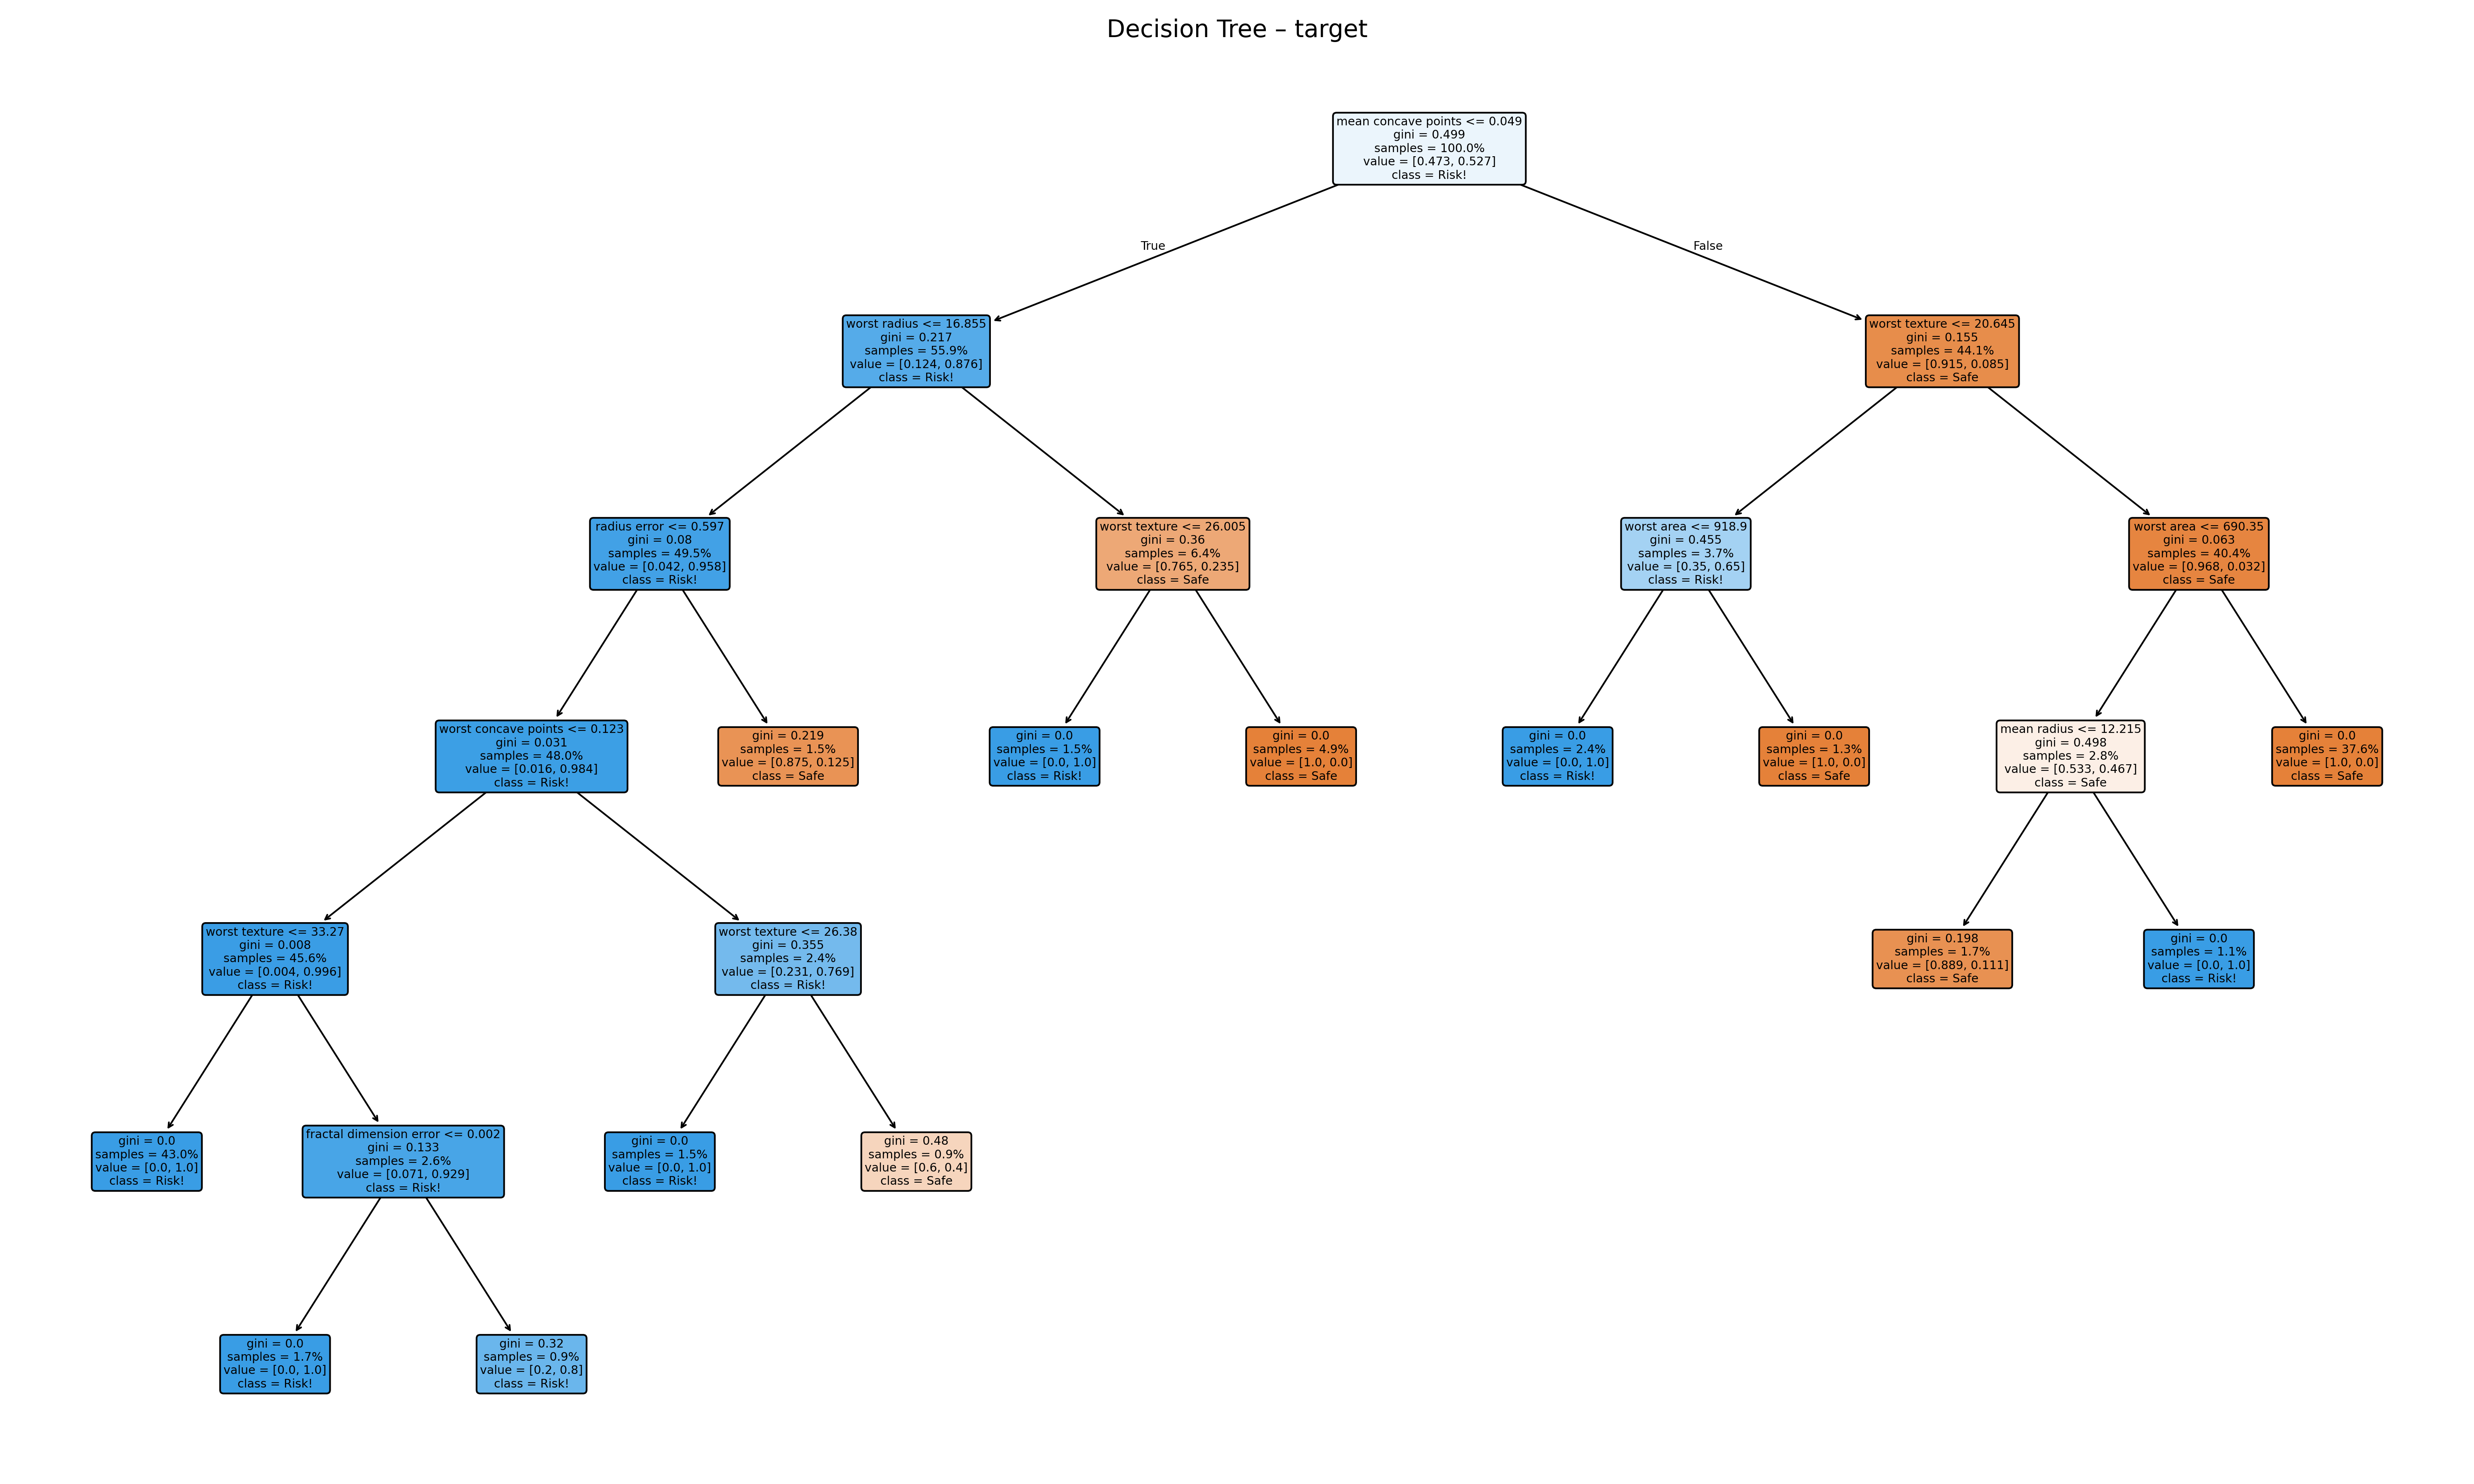 Decision Tree – target
mean concave points <= 0.049
gini = 0.499
samples = 100.0%
value = [0.473, 0.527]
class = Risk!
True
False
worst radius <= 16.855
gini = 0.217
samples = 55.9%
value = [0.124, 0.876]
class = Risk!
worst texture <= 20.645
gini = 0.155
samples = 44.1%
value = [0.915, 0.085]
class = Safe
radius error <= 0.597
gini = 0.08
samples = 49.5%
value = [0.042, 0.958]
class = Risk!
worst texture <= 26.005
gini = 0.36
samples = 6.4%
value = [0.765, 0.235]
class = Safe
worst area <= 918.9
gini = 0.455
samples = 3.7%
value = [0.35, 0.65]
class = Risk!
worst area <= 690.35
gini = 0.063
samples = 40.4%
value = [0.968, 0.032]
class = Safe
worst concave points <= 0.123
gini = 0.031
samples = 48.0%
value = [0.016, 0.984]
class = Risk!
gini = 0.219
samples = 1.5%
value = [0.875, 0.125]
class = Safe
gini = 0.0
samples = 1.5%
value = [0.0, 1.0]
class = Risk!
gini = 0.0
samples = 4.9%
value = [1.0, 0.0]
class = Safe
gini = 0.0
samples = 2.4%
value = [0.0, 1.0]
class = Risk!
gini = 0.0
samples = 1.3%
value = [1.0, 0.0]
class = Safe
mean radius <= 12.215
gini = 0.498
samples = 2.8%
value = [0.533, 0.467]
class = Safe
gini = 0.0
samples = 37.6%
value = [1.0, 0.0]
class = Safe
worst texture <= 33.27
gini = 0.008
samples = 45.6%
value = [0.004, 0.996]
class = Risk!
worst texture <= 26.38
gini = 0.355
samples = 2.4%
value = [0.231, 0.769]
class = Risk!
gini = 0.198
samples = 1.7%
value = [0.889, 0.111]
class = Safe
gini = 0.0
samples = 1.1%
value = [0.0, 1.0]
class = Risk!
gini = 0.0
samples = 43.0%
value = [0.0, 1.0]
class = Risk!
fractal dimension error <= 0.002
gini = 0.133
samples = 2.6%
value = [0.071, 0.929]
class = Risk!
gini = 0.0
samples = 1.5%
value = [0.0, 1.0]
class = Risk!
gini = 0.48
samples = 0.9%
value = [0.6, 0.4]
class = Safe
gini = 0.0
samples = 1.7%
value = [0.0, 1.0]
class = Risk!
gini = 0.32
samples = 0.9%
value = [0.2, 0.8]
class = Risk!